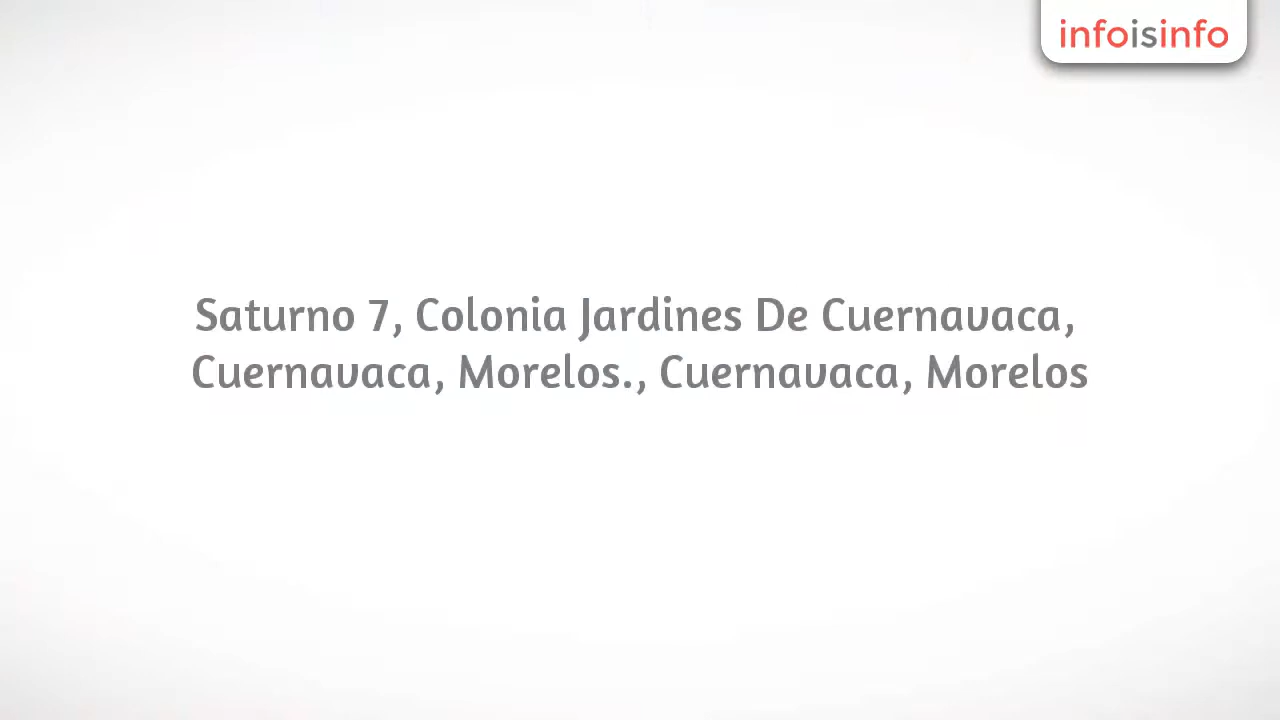 infoisinfo
Saturno 7, Colonia Jardines De Cuernavaca,
Cuernavaca, Morelos., Cuernavaca, Morelos